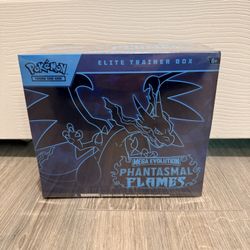 POKÉMON
TRADING CARD GAME
ELITE TRAINER BOX
6+
MEGA EVOLUTION
PHANTASMAL
FLAMES